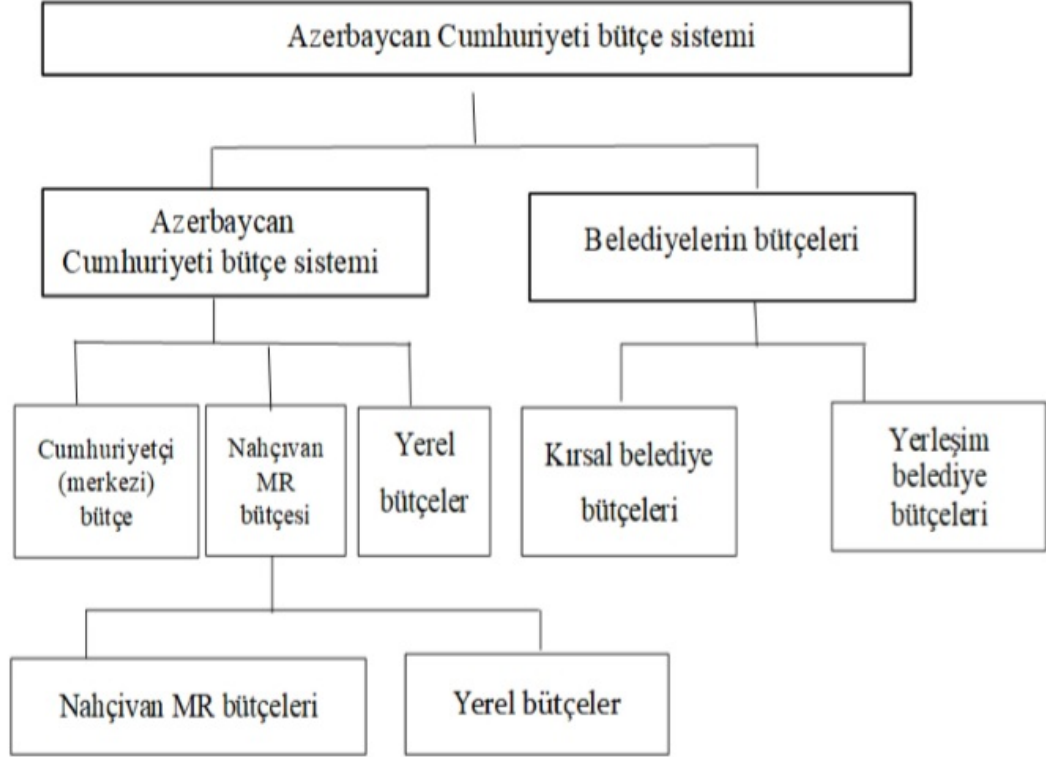 Azerbaycan Cumhuriyeti bütçe sistemi
Azerbaycan
Cumhuriyeti bütçe sistemi
Belediyelerin bütçeleri
Cumhuriyetçi
(merkezi)
bütçe
Nahçıvan
MR
bütçesi
Yerel
bütçeler
Kırsal belediye
bütçeleri
Yerleşim
belediye
bütçeleri
Nahçivan MR bütçeleri
Yerel bütçeler